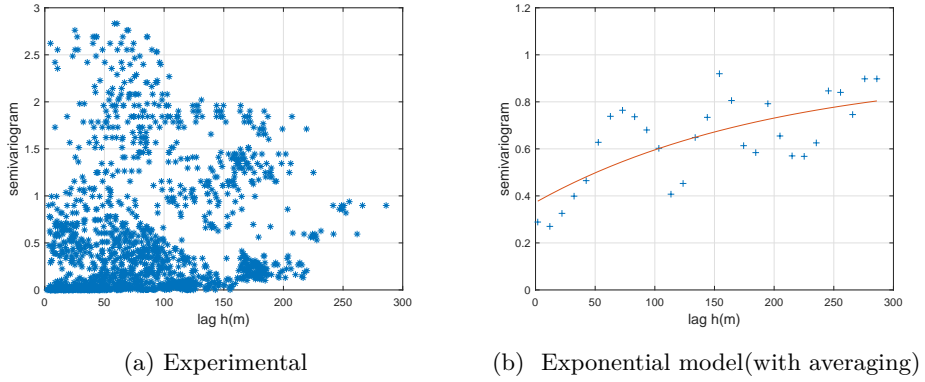 3
2.5
2
1.5
1
0.5
0
semivariogram
0 50 100 150 200 250 300
lag h(m)
(a) Experimental
1.2
1
0.8
0.6
0.4
0.2
0
semivariogram
0 50 100 150 200 250 300
lag h(m)
(b) Exponential model(with averaging)